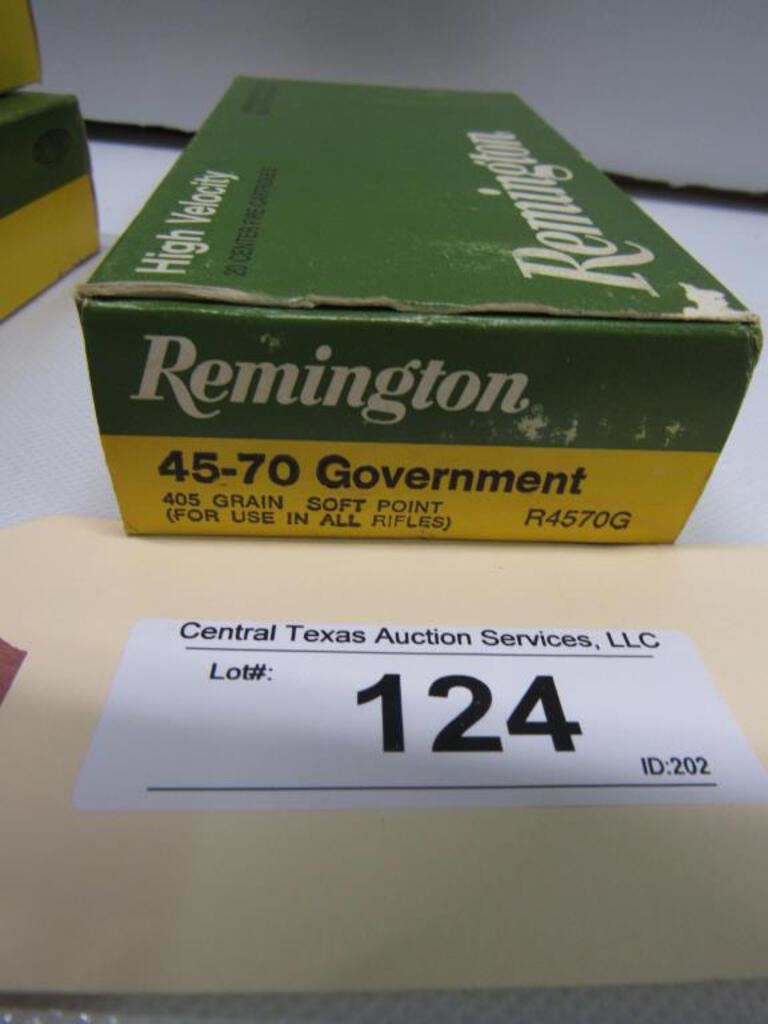 High Velocity
20 CENTER FIRE CARTRIDGES
Remington
Remington
45-70 Government
405 GRAIN SOFT POINT
(FOR USE IN ALL RIFLES)
R4570G
Central Texas Auction Services, LLC
Lot#:
124
ID:202